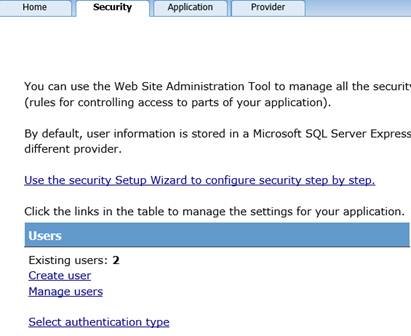 Home Security Application Provider
You can use the Web Site Administration Tool to manage all the security
(rules for controlling access to parts of your application).
By default, user information is stored in a Microsoft SQL Server Express
different provider.
Use the security Setup Wizard to configure security step by step.
Click the links in the table to manage the settings for your application.
Users
Existing users: 2
Create user
Manage users
Select authentication type